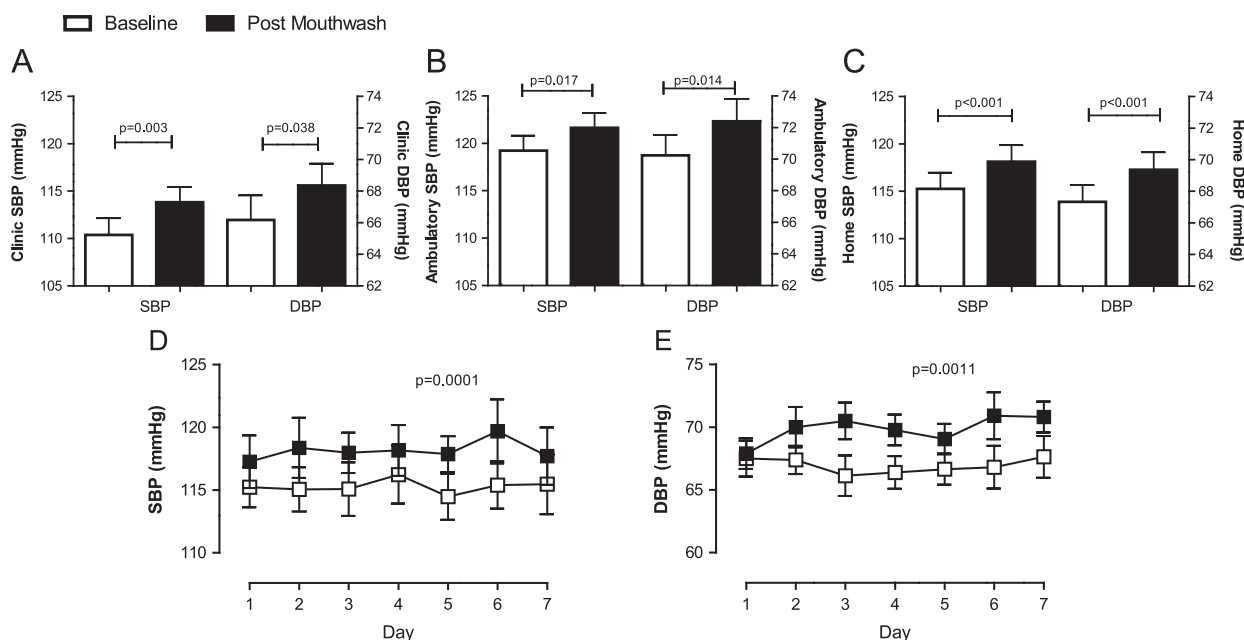 Baseline
Post Mouthwash
A
Clinic SBP (mmHg)
125
120
115
110
105
p=0.003
p=0.038
74
72
70
68
66
64
62
Clinic DBP (mmHg)
SBP
DBP
B
Ambulatory SBP (mmHg)
125
120
115
110
105
p=0.017
p=0.014
74
72
70
68
66
64
62
Ambulatory DBP (mmHg)
SBP
DBP
C
Home SBP (mmHg)
125
120
115
110
105
p<0.001
p<0.001
74
72
70
68
66
64
62
Home DBP (mmHg)
SBP
DBP
D
SBP (mmHg)
125
120
115
110
p=0.0001
1 2 3 4 5 6 7
Day
E
DBP (mmHg)
75
70
65
60
p=0.0011
1 2 3 4 5 6 7
Day